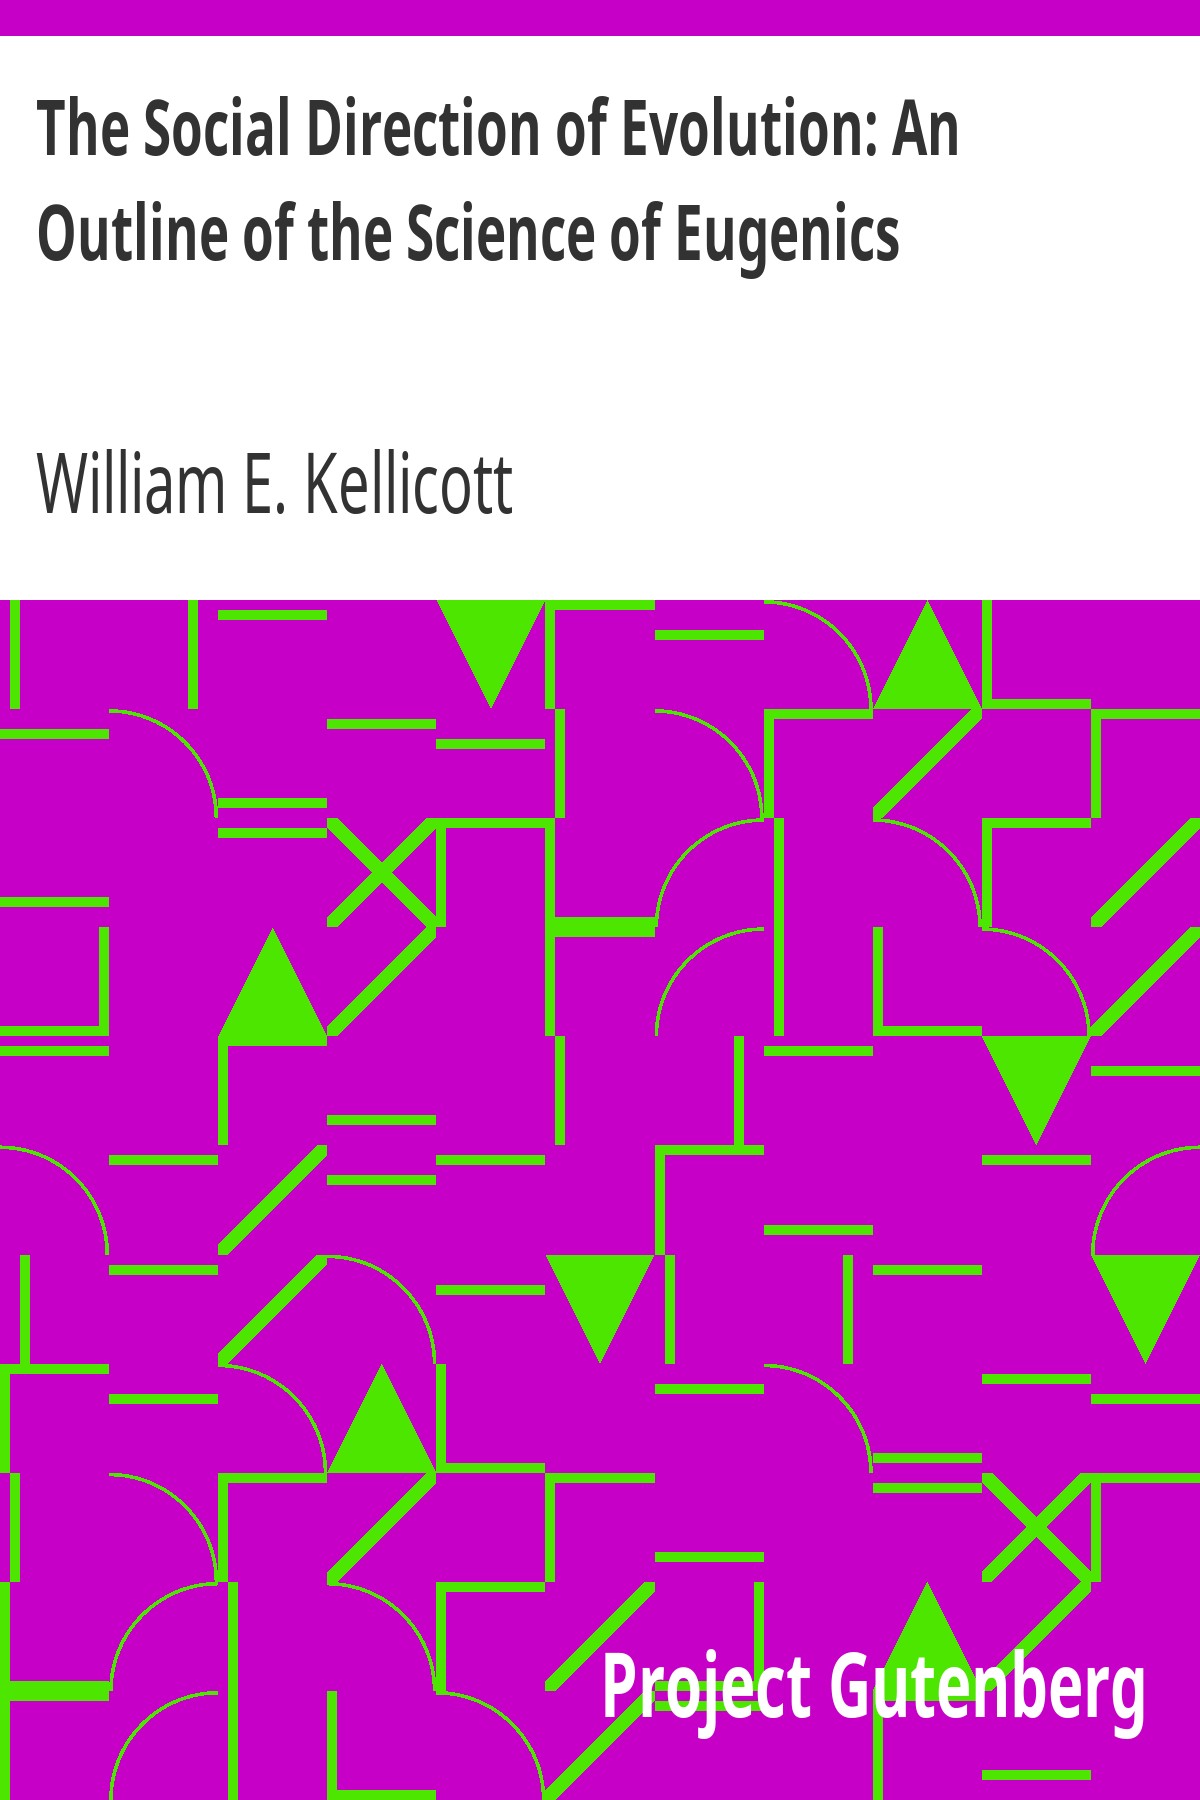 The Social Direction of Evolution: An
Outline of the Science of Eugenics
William E. Kellicott
Project Gutenberg